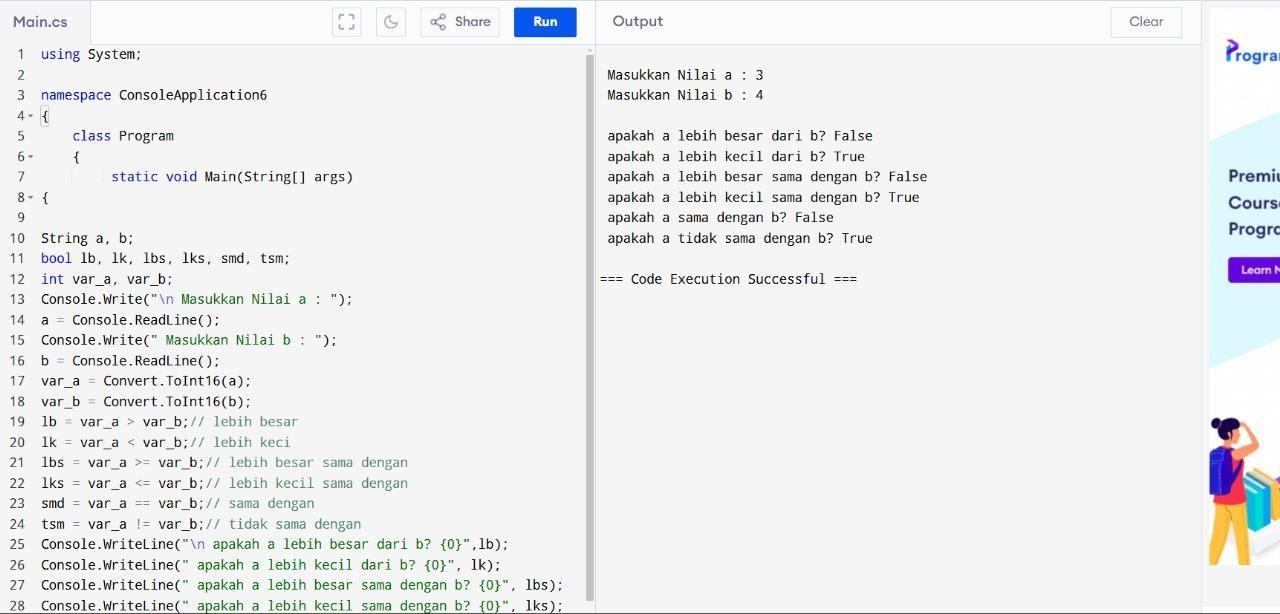 Main.cs
Share
Run
Output
Clear
1 using System;
2
3 namespace ConsoleApplication6
4 {
5 class Program
6 {
7 static void Main(String[] args)
8 {
9
10 String a, b;
11 bool lb, lk, lbs, lks, smd, tsm;
12 int var_a, var_b;
13 Console.Write("\n Masukkan Nilai a : ");
14 a = Console.ReadLine();
15 Console.Write(" Masukkan Nilai b : ");
16 b = Console.ReadLine();
17 var_a = Convert.ToInt16(a);
18 var_b = Convert.ToInt16(b);
19 lb = var_a > var_b;// lebih besar
20 lk = var_a < var_b;// lebih keci
21 lbs = var_a >= var_b;// lebih besar sama dengan
22 lks = var_a <= var_b;// lebih kecil sama dengan
23 smd = var_a == var_b;// sama dengan
24 tsm = var_a != var_b;// tidak sama dengan
25 Console.WriteLine("\n apakah a lebih besar dari b? {0}",lb);
26 Console.WriteLine(" apakah a lebih kecil dari b? {0}", lk);
27 Console.WriteLine(" apakah a lebih besar sama dengan b? {0}", lbs);
28 Console.WriteLine(" apakah a lebih kecil sama dengan b? {0}", lks);
Masukkan Nilai a : 3
Masukkan Nilai b : 4
apakah a lebih besar dari b? False
apakah a lebih kecil dari b? True
apakah a lebih besar sama dengan b? False
apakah a lebih kecil sama dengan b? True
apakah a sama dengan b? False
apakah a tidak sama dengan b? True
=== Code Execution Successful ===
Progra
Premiu
Cours
Progra
Learn